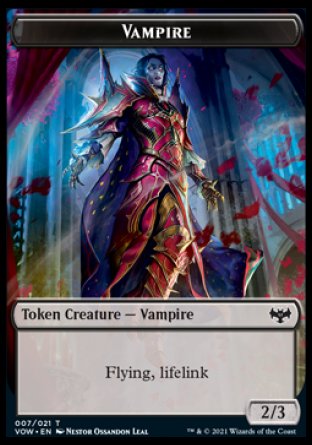 VAMPIRE
Token Creature — Vampire
Flying, lifelink
2/3
007/021 T
VOW • EN NESTOR OSSANDON LEAL
™ & © 2021 Wizards of the Coast